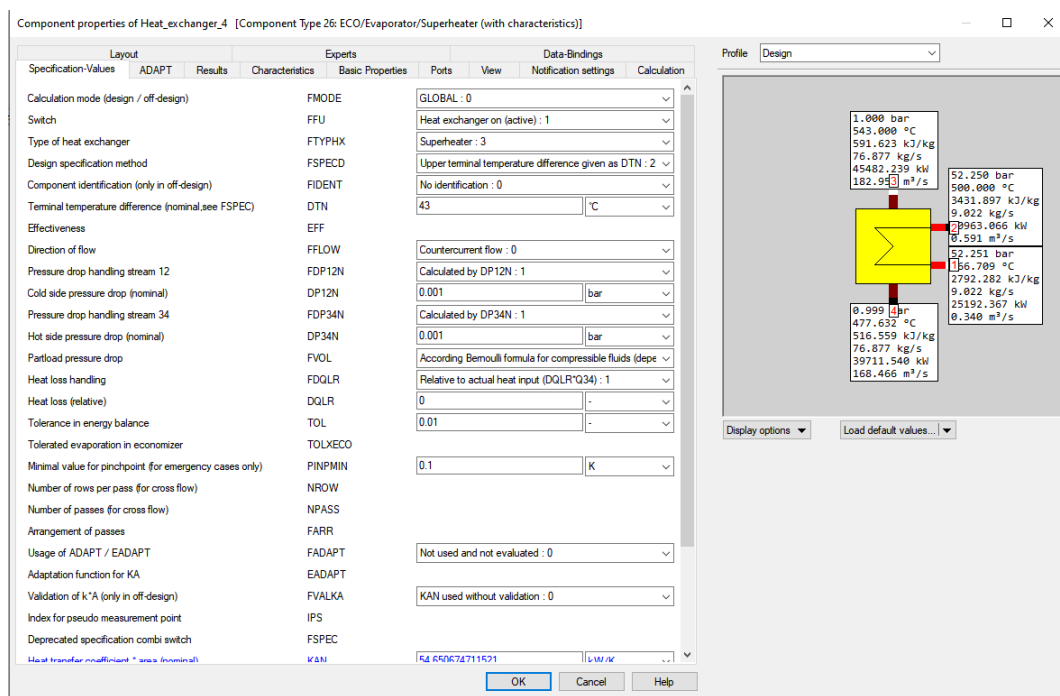 Component properties of Heat_exchanger_4 [Component Type 26: ECO/Evaporator/Superheater (with characteristics)]
Layout Experts Data-Bindings
Specification-Values ADAPT Results Characteristics Basic Properties Ports View Notification settings Calculation
Calculation mode (design / off-design) FMODE GLOBAL : 0
Switch FFU Heat exchanger on (active) : 1
Type of heat exchanger FTYPHX Superheater : 3
Design specification method FSPECD Upper terminal temperature difference given as DTN : 2
Component identification (only in off-design) FIDENT No identification : 0
Terminal temperature difference (nominal,see FSPEC) DTN 43 °C
Effectiveness EFF
Direction of flow FFLOW Countercurrent flow : 0
Pressure drop handling stream 12 FDP12N Calculated by DP12N : 1
Cold side pressure drop (nominal) DP12N 0.001 bar
Pressure drop handling stream 34 FDP34N Calculated by DP34N : 1
Hot side pressure drop (nominal) DP34N 0.001 bar
Partload pressure drop FVOL According Bernoulli formula for compressible fluids (depe
Heat loss handling FDQLR Relative to actual heat input (DQLR*Q34) : 1
Heat loss (relative) DQLR 0 -
Tolerance in energy balance TOL 0.01 -
Tolerated evaporation in economizer TOLXECO
Minimal value for pinchpoint (for emergency cases only) PINPMIN 0.1 K
Number of rows per pass (for cross flow) NROW
Number of passes (for cross flow) NPASS
Arrangement of passes FARR
Usage of ADAPT / EADAPT FADAPT Not used and not evaluated : 0
Adaptation function for KA EADAPT
Validation of k*A (only in off-design) FVALKA KAN used without validation : 0
Index for pseudo measurement point IPS
Deprecated specification combi switch FSPEC
Heat transfer coefficient * area (nominal) KAN 54.650674711521 kW/K
OK Cancel Help
Profile Design
1.000 bar
543.000 °C
591.623 kJ/kg
76.877 kg/s
45482.239 kW
182.953 m³/s
3
52.250 bar
500.000 °C
3431.897 kJ/kg
9.022 kg/s
0963.066 kW
0.591 m³/s
2
52.251 bar
66.709 °C
2792.282 kJ/kg
9.022 kg/s
25192.367 kW
0.340 m³/s
1
0.999 ar
477.632 °C
516.559 kJ/kg
76.877 kg/s
39711.540 kW
168.466 m³/s
4
Display options Load default values...